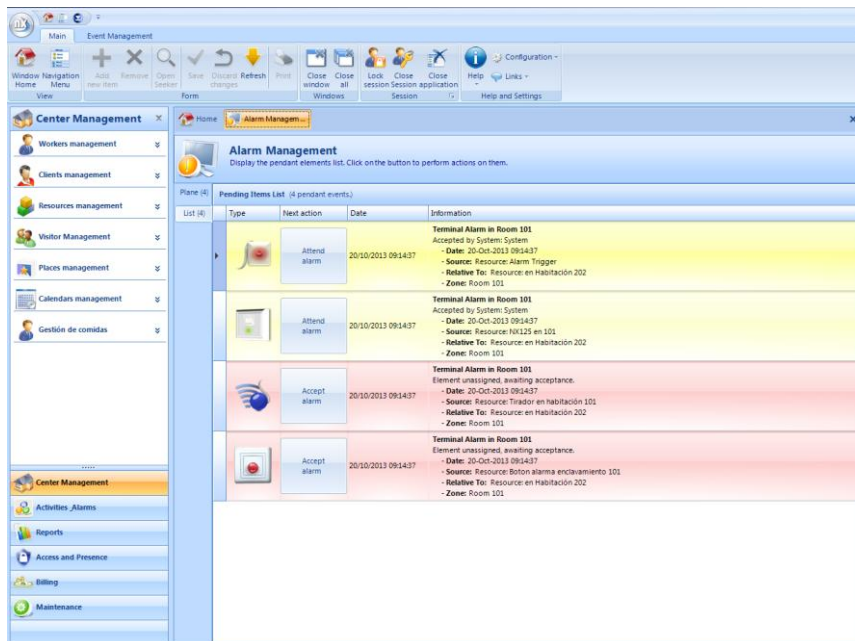 Main Event Management
Window Home Navigation Menu Add new item Remove Open Seeker Save Discard changes Refresh Print Close window Close all Lock session Close Session Close application Help Configuration Links
View Form Windows Session Help and Settings
Center Management
Workers management
Clients management
Resources management
Visitor Management
Places management
Calendars management
Gestión de comidas
Center Management
Activities ,Alarms
Reports
Access and Presence
Billing
Maintenance
Home Alarm Managem...
Alarm Management
Display the pendant elements list. Click on the button to perform actions on them.
Plane (4)
List (4)
Pending Items List (4 pendant events.)
Type Next action Date Information
Attend alarm
20/10/2013 09:14:37
Terminal Alarm in Room 101
Accepted by System: System
- Date: 20-Oct-2013 09:14:37
- Source: Resource: Alarm Trigger
- Relative To: Resource: en Habitación 202
- Zone: Room 101
Attend alarm
20/10/2013 09:14:37
Terminal Alarm in Room 101
Accepted by System: System
- Date: 20-Oct-2013 09:14:37
- Source: Resource: NX125 en 101
- Relative To: Resource: en Habitación 202
- Zone: Room 101
Accept alarm
20/10/2013 09:14:37
Terminal Alarm in Room 101
Element unassigned, awaiting acceptance.
- Date: 20-Oct-2013 09:14:37
- Source: Resource: Tirador en habitación 101
- Relative To: Resource: en Habitación 202
- Zone: Room 101
Accept alarm
20/10/2013 09:14:37
Terminal Alarm in Room 101
Element unassigned, awaiting acceptance.
- Date: 20-Oct-2013 09:14:37
- Source: Resource: Boton alarma enclavamiento 101
- Relative To: Resource: en Habitación 202
- Zone: Room 101